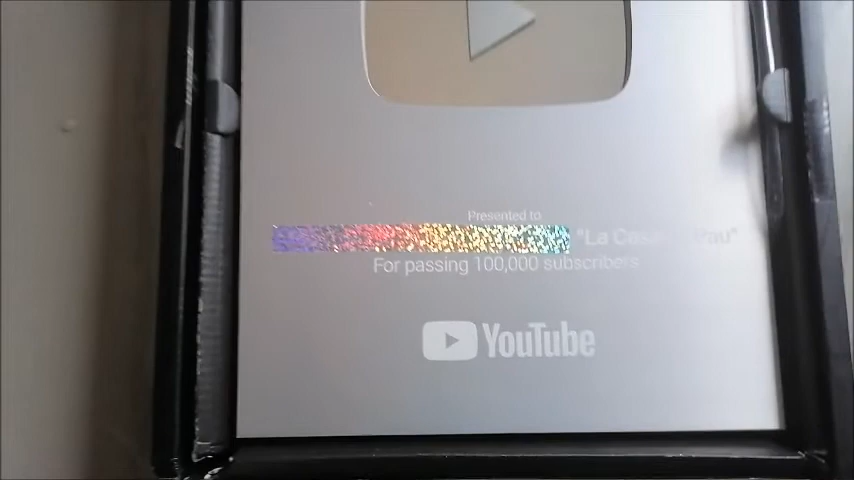 Presented to
"La Casa Pau"
For passing 100,000 subscribers
YouTube